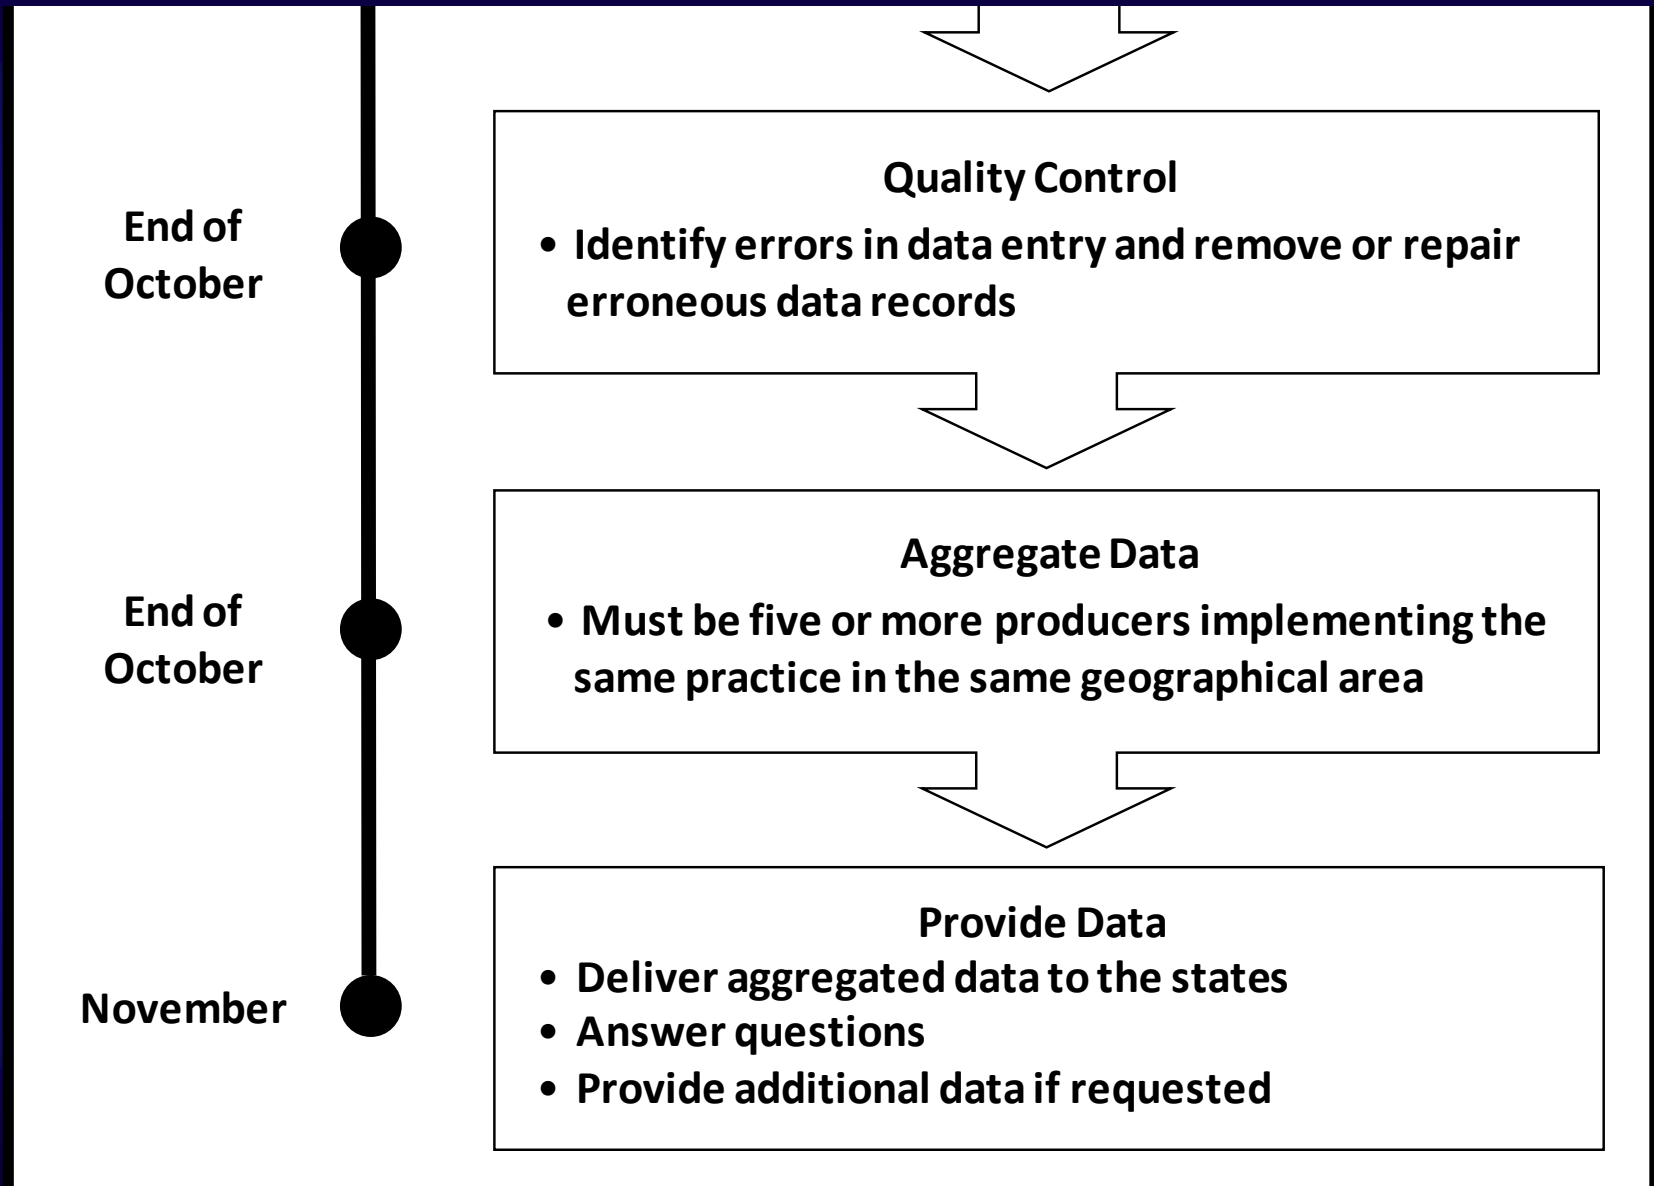 End of
October
Quality Control
• Identify errors in data entry and remove or repair
erroneous data records
End of
October
Aggregate Data
• Must be five or more producers implementing the
same practice in the same geographical area
November
Provide Data
• Deliver aggregated data to the states
• Answer questions
• Provide additional data if requested